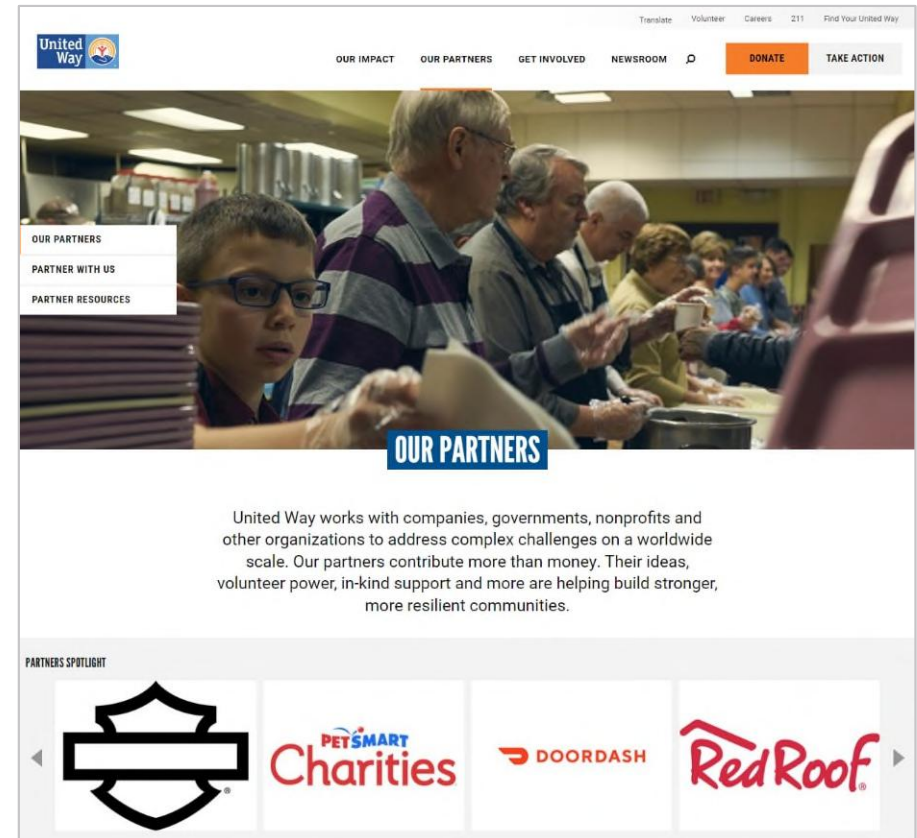 Translate Volunteer Careers 211 Find Your United Way
United
Way
OUR IMPACT OUR PARTNERS GET INVOLVED NEWSROOM DONATE TAKE ACTION
OUR PARTNERS
PARTNER WITH US
PARTNER RESOURCES
OUR PARTNERS
United Way works with companies, governments, nonprofits and
other organizations to address complex challenges on a worldwide
scale. Our partners contribute more than money. Their ideas,
volunteer power, in-kind support and more are helping build stronger,
more resilient communities.
PARTNERS SPOTLIGHT
PETSMART
Charities
DOORDASH
RedRoof